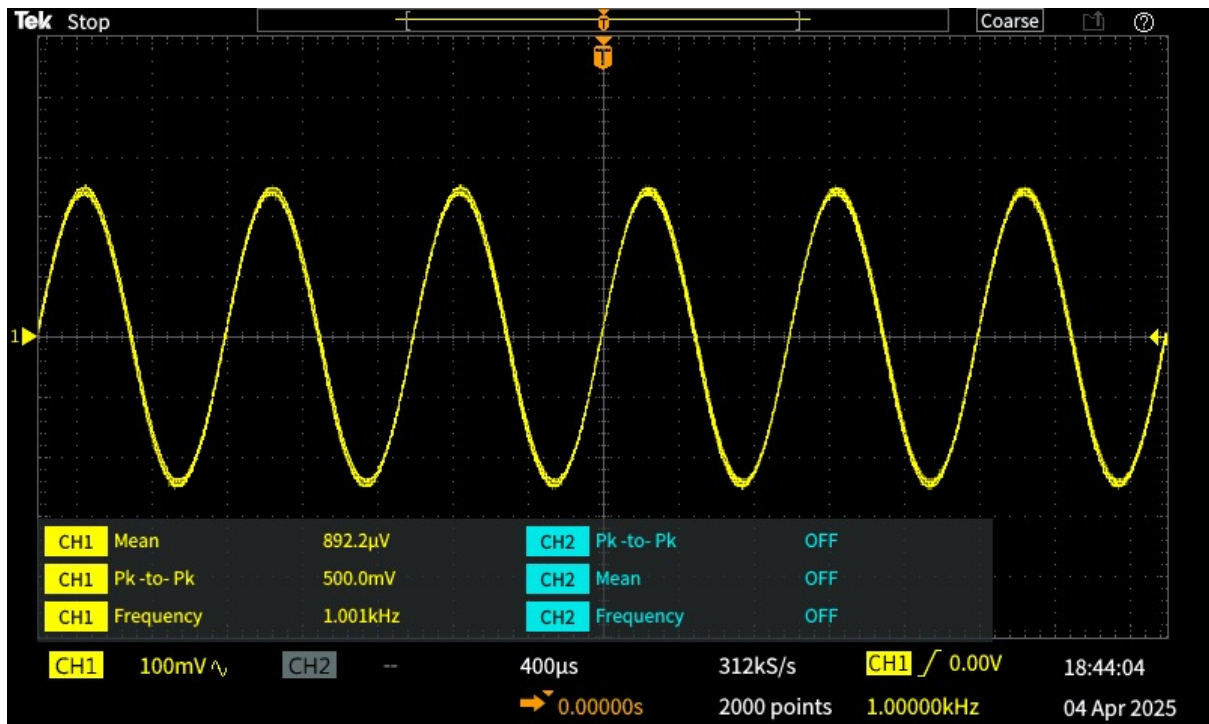 Tek Stop Coarse
T
T
1
CH1 Mean 892.2µV CH2 Pk-to-Pk OFF
CH1 Pk-to-Pk 500.0mV CH2 Mean OFF
CH1 Frequency 1.001kHz CH2 Frequency OFF
CH1 100mV CH2 -- 400µs 312kS/s CH1 0.00V 18:44:04
0.00000s 2000 points 1.00000kHz 04 Apr 2025